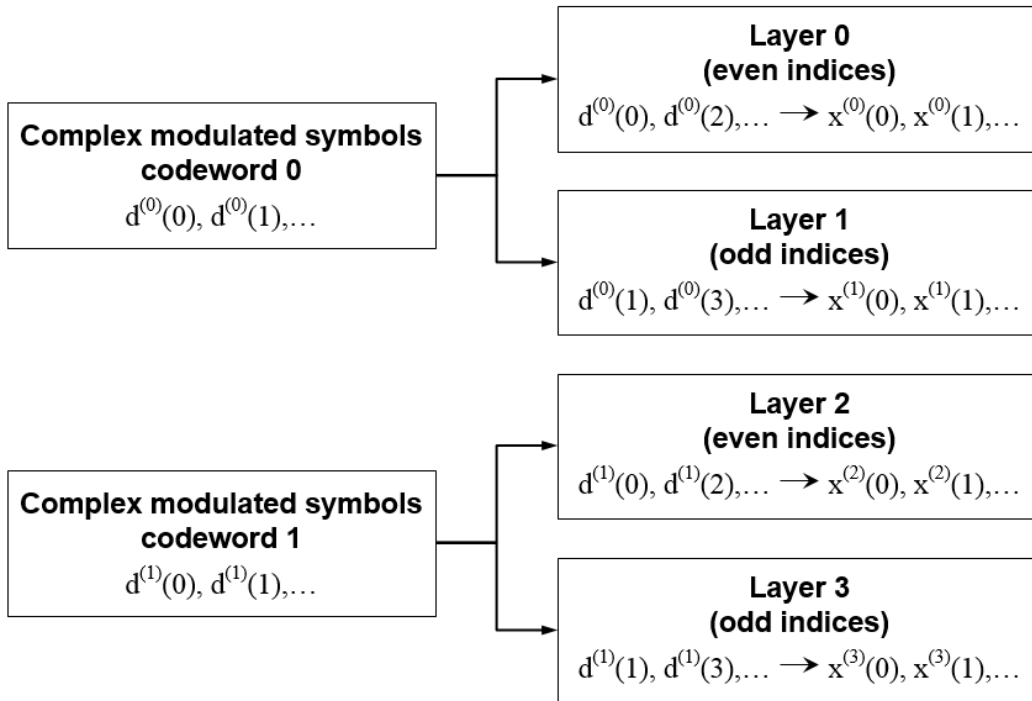 Complex modulated symbols
codeword 0
d⁽⁰⁾(0), d⁽⁰⁾(1),…
Layer 0
(even indices)
d⁽⁰⁾(0), d⁽⁰⁾(2),… → x⁽⁰⁾(0), x⁽⁰⁾(1),…
Layer 1
(odd indices)
d⁽⁰⁾(1), d⁽⁰⁾(3),… → x⁽¹⁾(0), x⁽¹⁾(1),…
Complex modulated symbols
codeword 1
d⁽¹⁾(0), d⁽¹⁾(1),…
Layer 2
(even indices)
d⁽¹⁾(0), d⁽¹⁾(2),… → x⁽²⁾(0), x⁽²⁾(1),…
Layer 3
(odd indices)
d⁽¹⁾(1), d⁽¹⁾(3),… → x⁽³⁾(0), x⁽³⁾(1),…